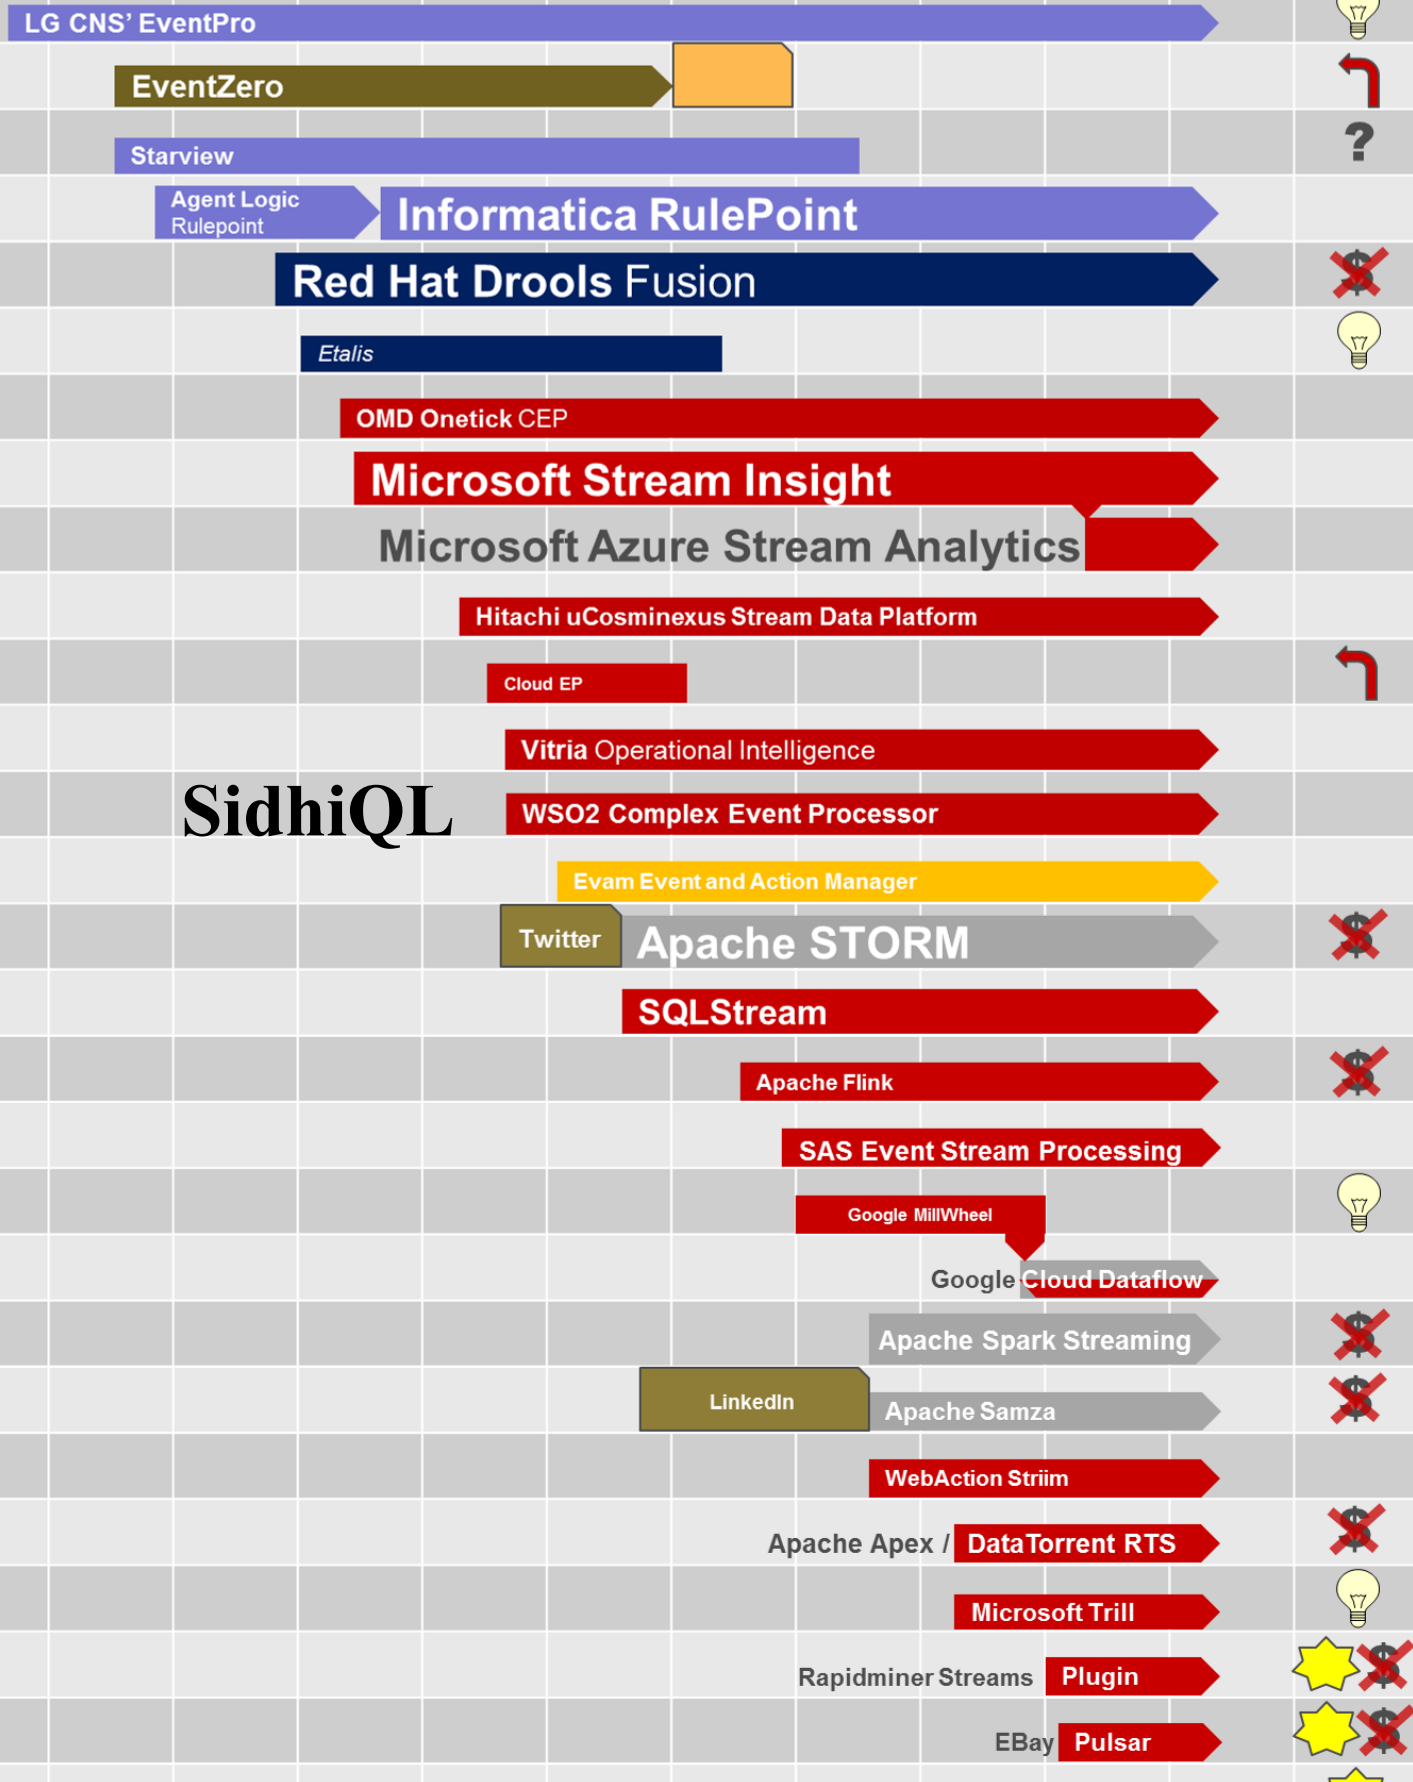 LG CNS’ EventPro
EventZero
Starview
?
Agent Logic
Rulepoint
Informatica RulePoint
Red Hat Drools Fusion
$
Etalis
OMD Onetick CEP
Microsoft Stream Insight
Microsoft Azure Stream Analytics
Hitachi uCosminexus Stream Data Platform
Cloud EP
Vitria Operational Intelligence
SidhiQL
WSO2 Complex Event Processor
Evam Event and Action Manager
Twitter
Apache STORM
$
SQLStream
Apache Flink
$
SAS Event Stream Processing
Google MillWheel
Google Cloud Dataflow
Apache Spark Streaming
$
LinkedIn
Apache Samza
$
WebAction Striim
Apache Apex / DataTorrent RTS
$
Microsoft Trill
Rapidminer Streams Plugin
$
EBay Pulsar
$